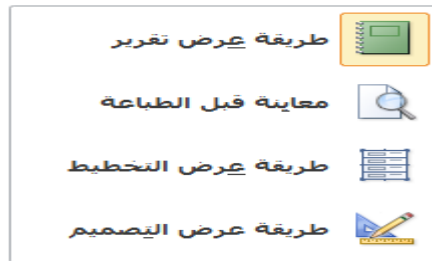 طريقة عرض تقرير
معاينة قبل الطباعة
طريقة عرض التخطيط
طريقة عرض التصميم